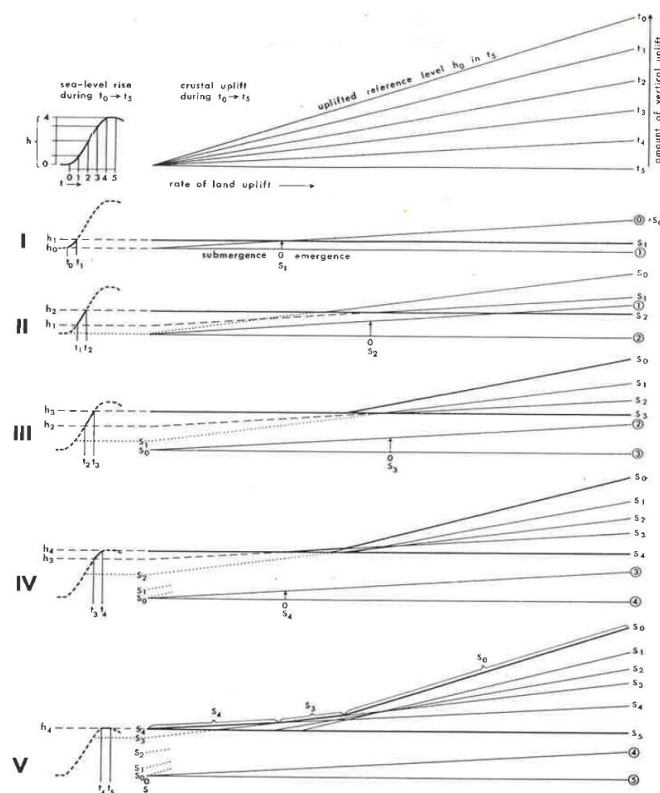 t₀
t₁
t₂
t₃
t₄
t₅
amount of vertical uplift
uplifted reference level h₀ in t₅
sea-level rise
during t₀→t₅
crustal uplift
during t₀→t₅
4
h
0
0 1 2 3 4 5
t
rate of land uplift
I
h₁
h₀
t₀ t₁
submergence 0 emergence
S₁
⓪ = S₀
S₁
①
II
h₂
h₁
t₁ t₂
0
S₂
S₀
S₁
①
S₂
②
III
h₃
h₂
t₂ t₃
S₁
S₀
0
S₃
S₀
S₁
S₂
S₃
②
③
IV
h₄
h₃
t₃ t₄
S₂
S₁
S₀
0
S₄
S₀
S₁
S₂
S₃
S₄
③
④
V
h₄
t₄ t₅
S₄
S₃
S₂
S₁
S₀
0
S
S₄
S₃
S₀
S₀
S₁
S₂
S₃
S₄
S₅
④
⑤